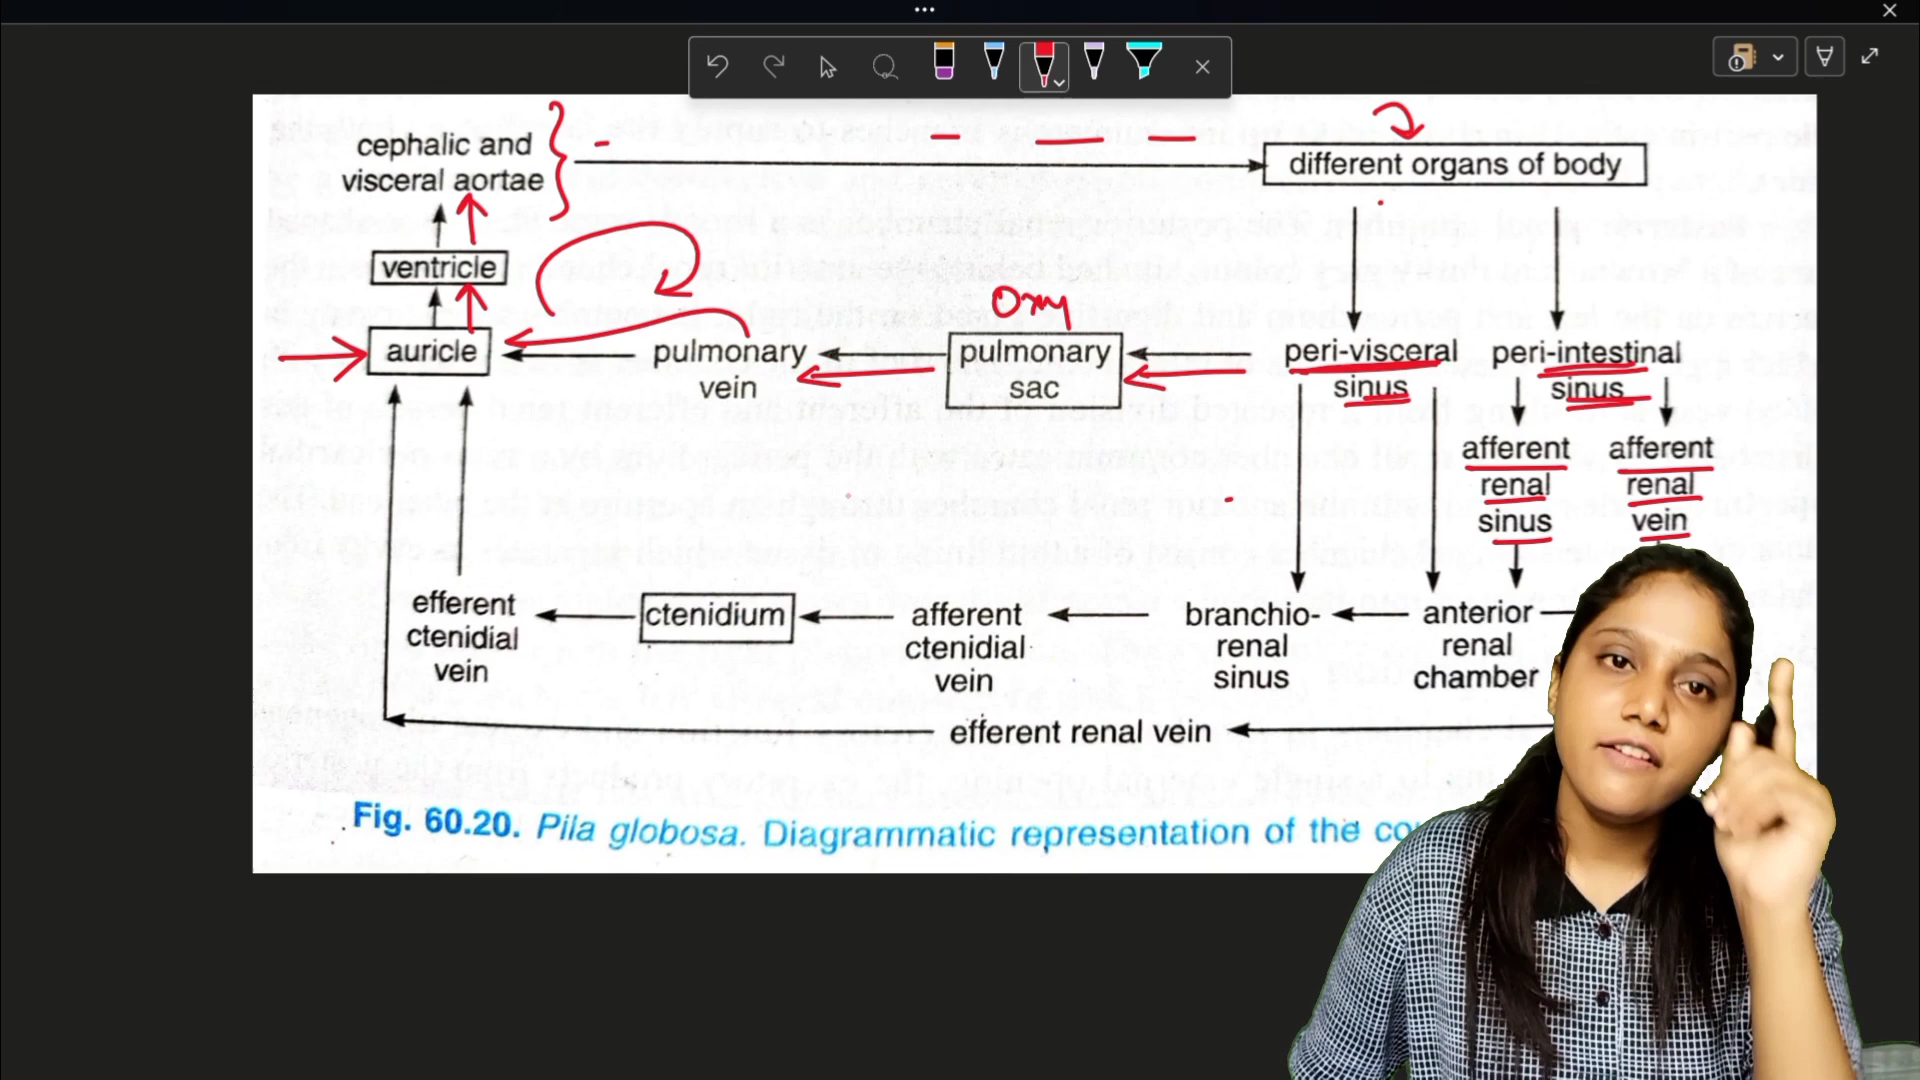 cephalic and
visceral aortae
different organs of body
ventricle
Oxy
auricle
pulmonary
vein
pulmonary
sac
peri-visceral
sinus
peri-intestinal
sinus
afferent
renal
sinus
afferent
renal
vein
efferent
ctenidial
vein
ctenidium
afferent
ctenidial
vein
branchio-
renal
sinus
anterior
renal
chamber
efferent renal vein
Fig. 60.20. Pila globosa. Diagrammatic representation of the